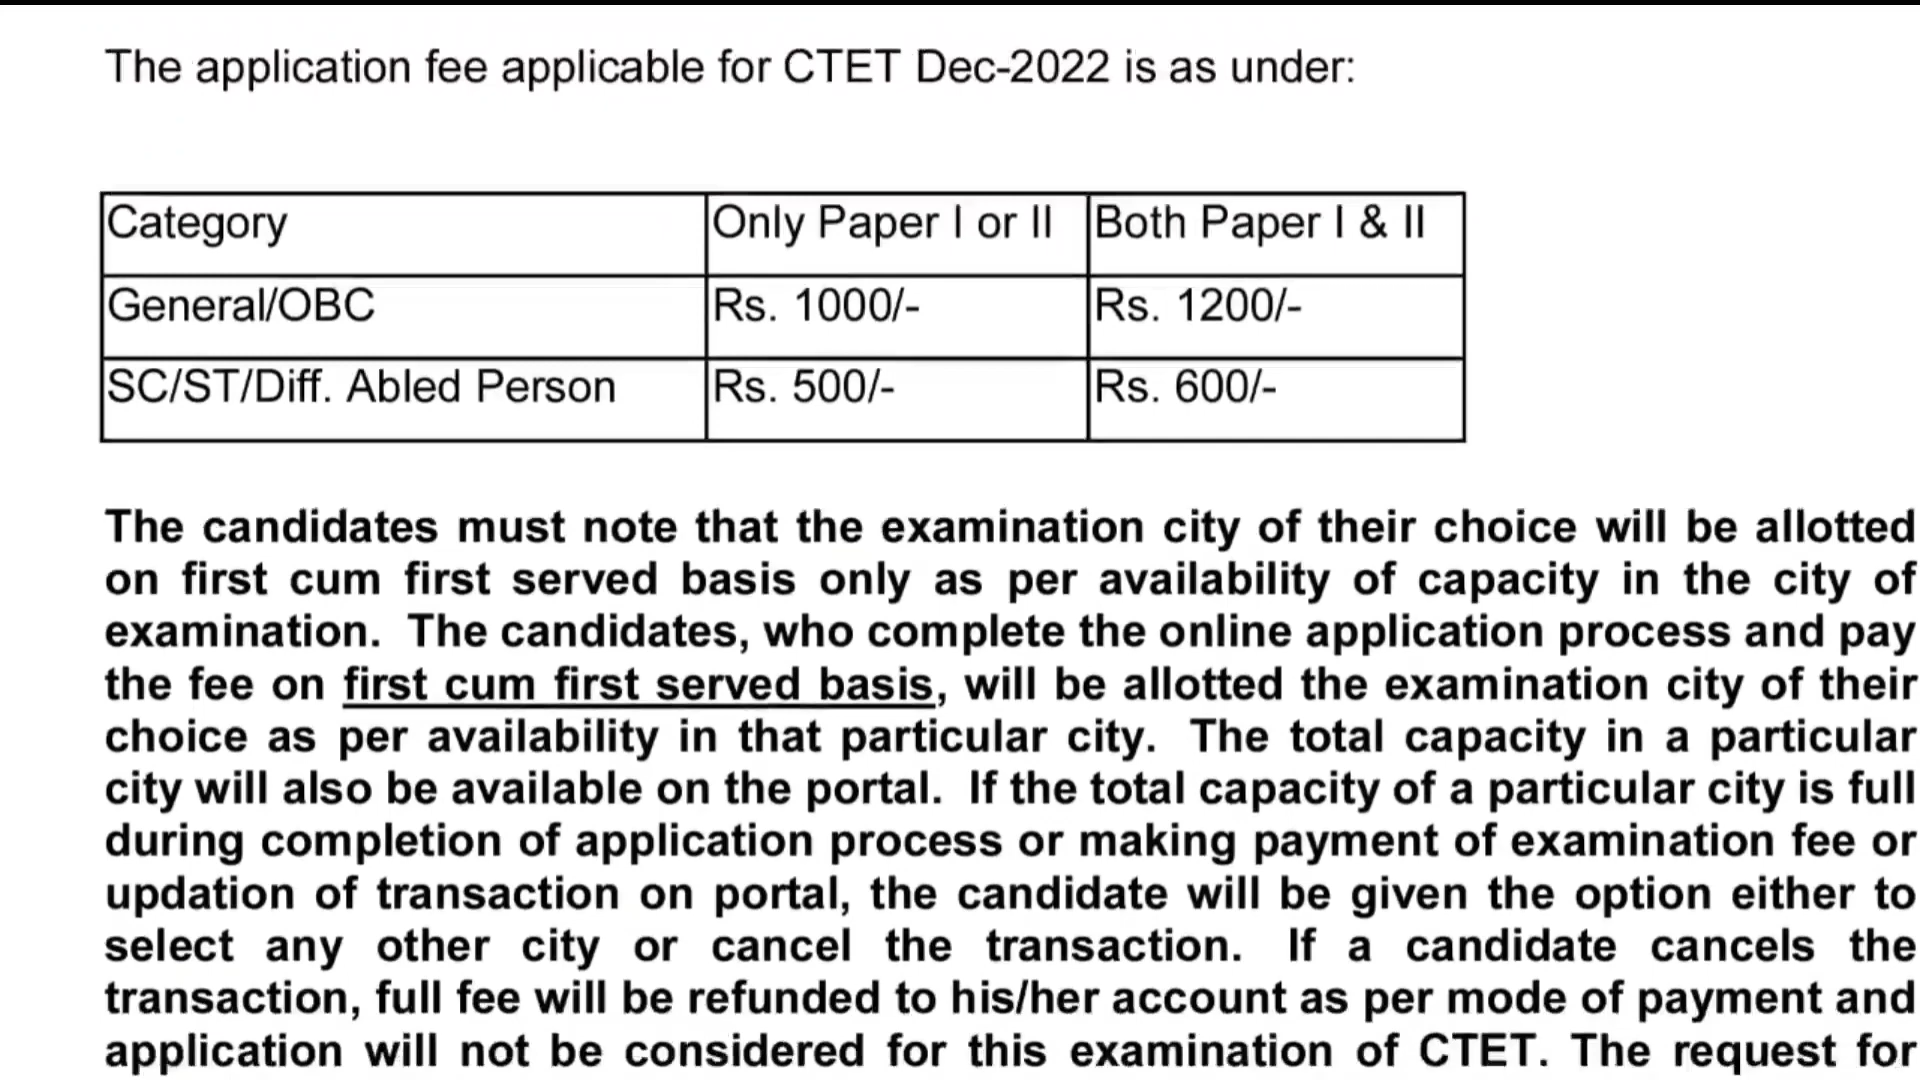 The application fee applicable for CTET Dec-2022 is as under:
Category Only Paper I or II Both Paper I & II
General/OBC Rs. 1000/- Rs. 1200/-
SC/ST/Diff. Abled Person Rs. 500/- Rs. 600/-
The candidates must note that the examination city of their choice will be allotted
on first cum first served basis only as per availability of capacity in the city of
examination. The candidates, who complete the online application process and pay
the fee on first cum first served basis, will be allotted the examination city of their
choice as per availability in that particular city. The total capacity in a particular
city will also be available on the portal. If the total capacity of a particular city is full
during completion of application process or making payment of examination fee or
updation of transaction on portal, the candidate will be given the option either to
select any other city or cancel the transaction. If a candidate cancels the
transaction, full fee will be refunded to his/her account as per mode of payment and
application will not be considered for this examination of CTET. The request for